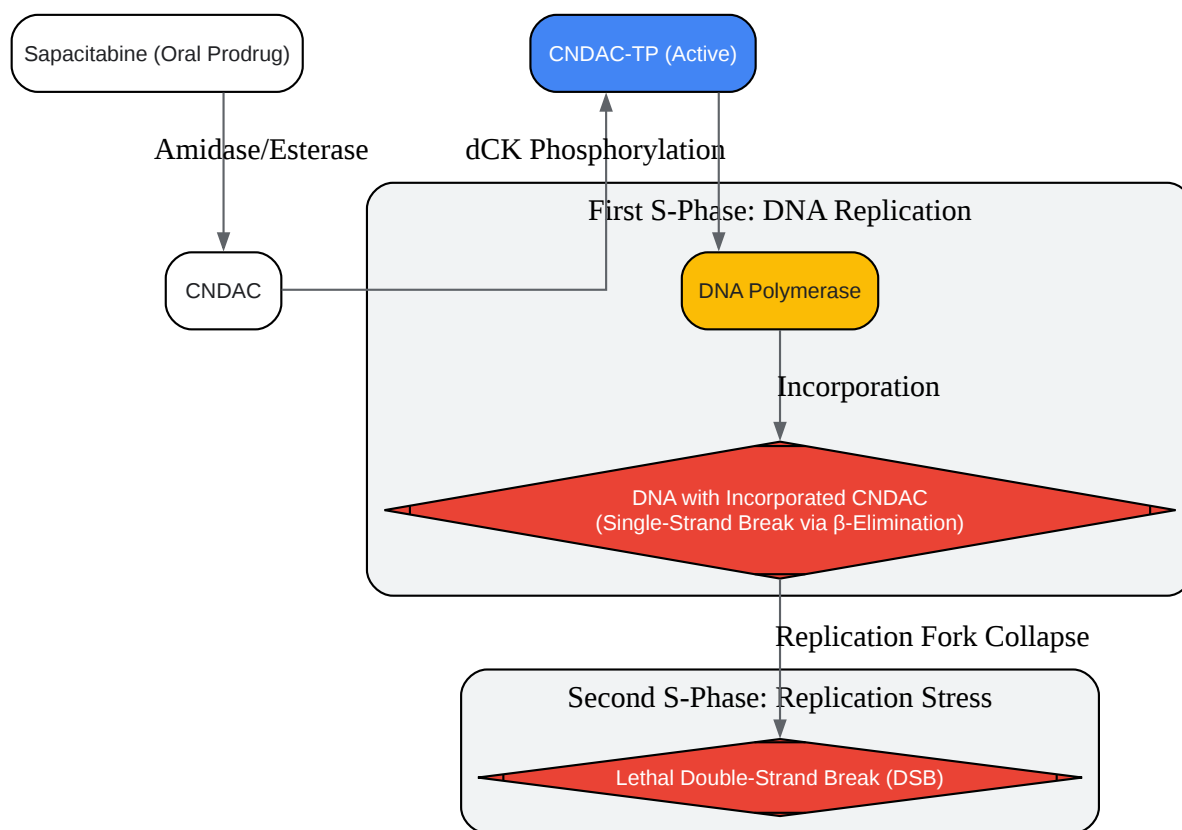 Sapacitabine (Oral Prodrug)
CNDAC-TP (Active)
Amidase/Esterase
dCK Phosphorylation
First S-Phase: DNA Replication
CNDAC
DNA Polymerase
Incorporation
DNA with Incorporated CNDAC
(Single-Strand Break via β-Elimination)
Replication Fork Collapse
Second S-Phase: Replication Stress
Lethal Double-Strand Break (DSB)